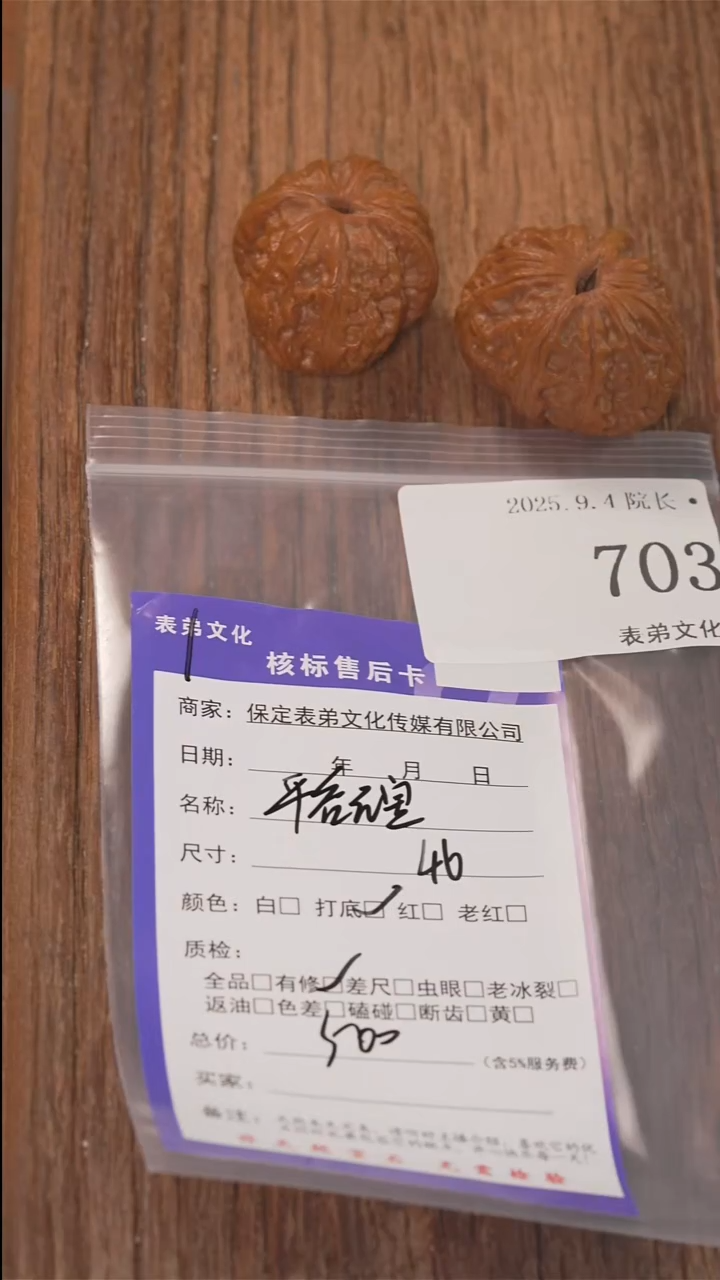 2025.9.4 院长 •
703
表弟文化
表弟文化
核标售后卡
商家：保定表弟文化传媒有限公司
日期：年 月 日
名称：平谷元宝
尺寸：46
颜色：白□ 打底□ 红□ 老红□
质检：
全品□有修□差尺□虫眼□老冰裂□
返油□色差□磕碰□断齿□黄□
总价：500（含5%服务费）
买家：
备注：